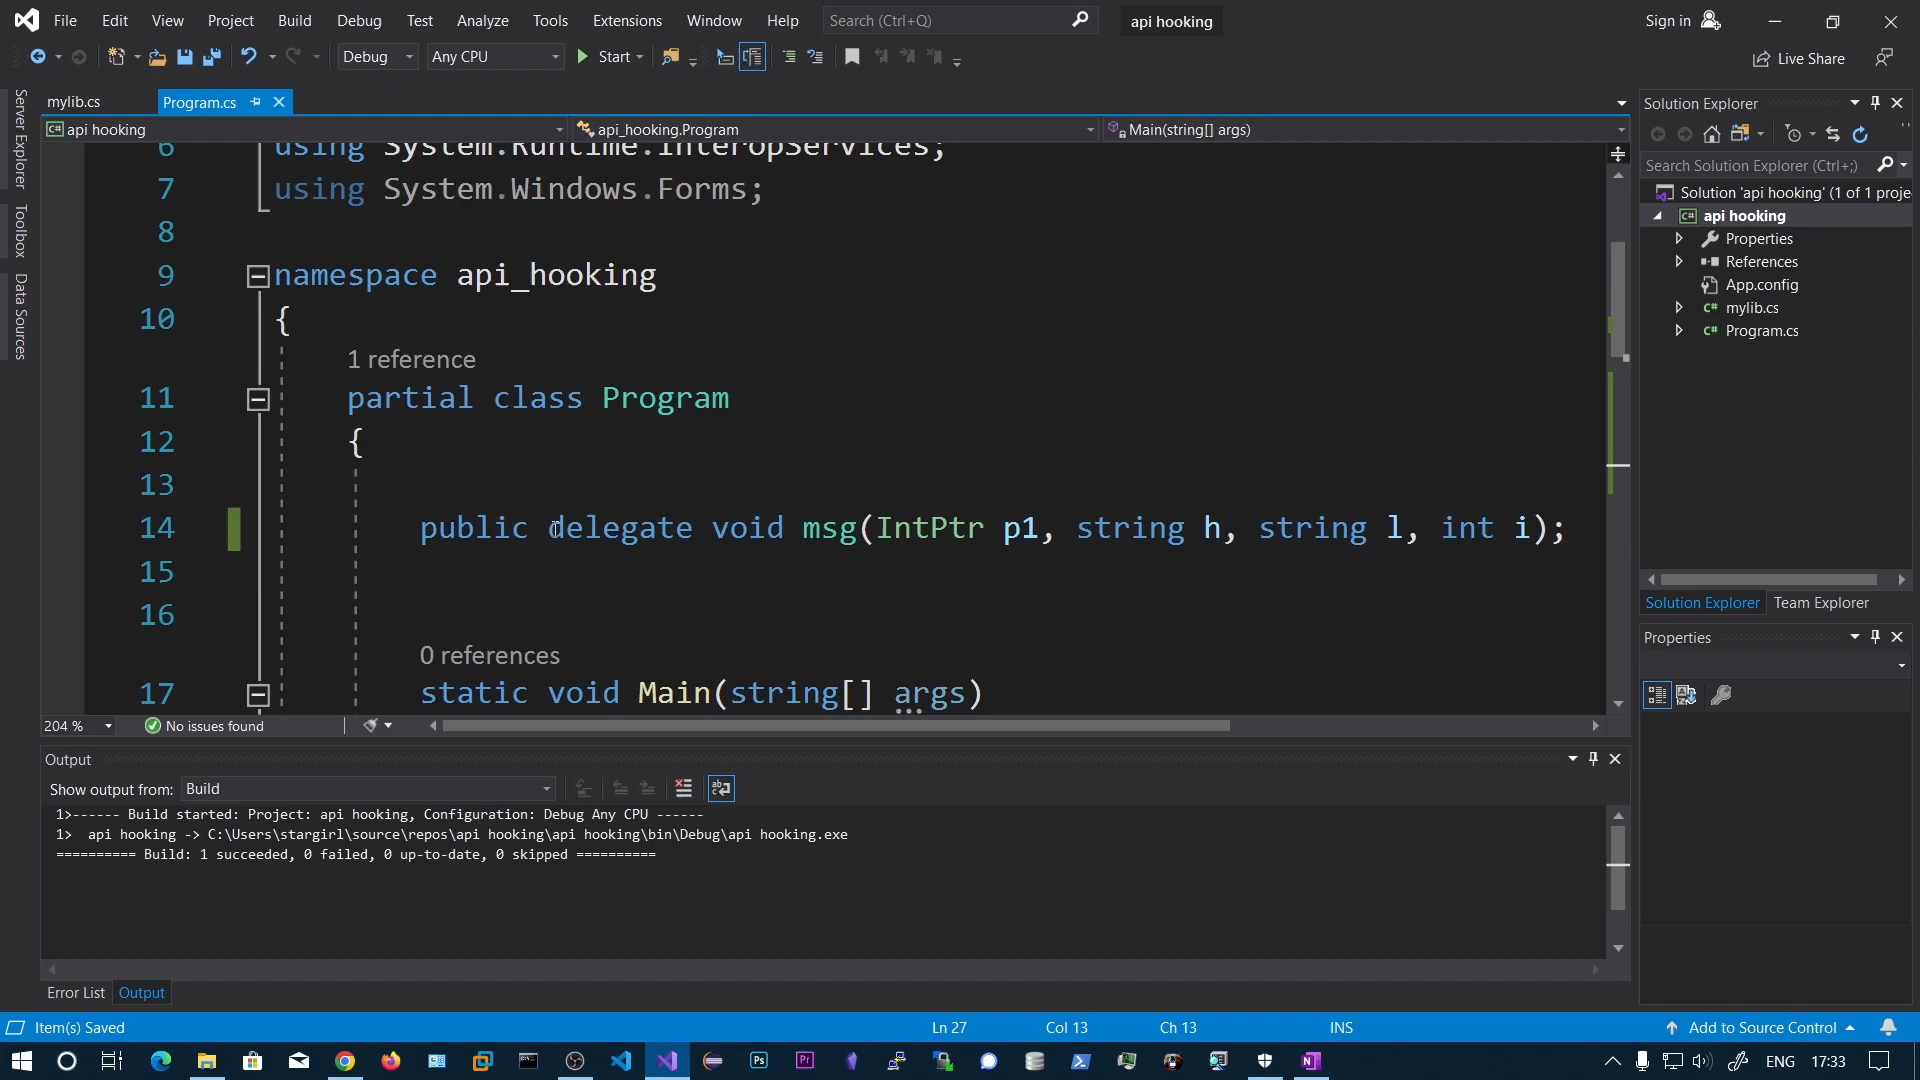 File Edit View Project Build Debug Test Analyze Tools Extensions Window Help Search (Ctrl+Q) api hooking Sign in
Debug Any CPU Start Live Share
mylib.cs Program.cs
api hooking api_hooking.Program Main(string[] args)
Server Explorer
Toolbox
Data Sources
6 using System.Runtime.InteropServices;
7 using System.Windows.Forms;
8
9 namespace api_hooking
10 {
1 reference
11 partial class Program
12 {
13
14 public delegate void msg(IntPtr p1, string h, string l, int i);
15
16
0 references
17 static void Main(string[] args)
204 % No issues found
Output
Show output from: Build
1>------ Build started: Project: api hooking, Configuration: Debug Any CPU ------
1>  api hooking -> C:\Users\stargirl\source\repos\api hooking\api hooking\bin\Debug\api hooking.exe
========== Build: 1 succeeded, 0 failed, 0 up-to-date, 0 skipped ==========
Error List Output
Solution Explorer
Search Solution Explorer (Ctrl+;)
Solution 'api hooking' (1 of 1 proje
api hooking
Properties
References
App.config
mylib.cs
Program.cs
Solution Explorer Team Explorer
Properties
Item(s) Saved Ln 27 Col 13 Ch 13 INS Add to Source Control
Ps Pr N ENG 17:33